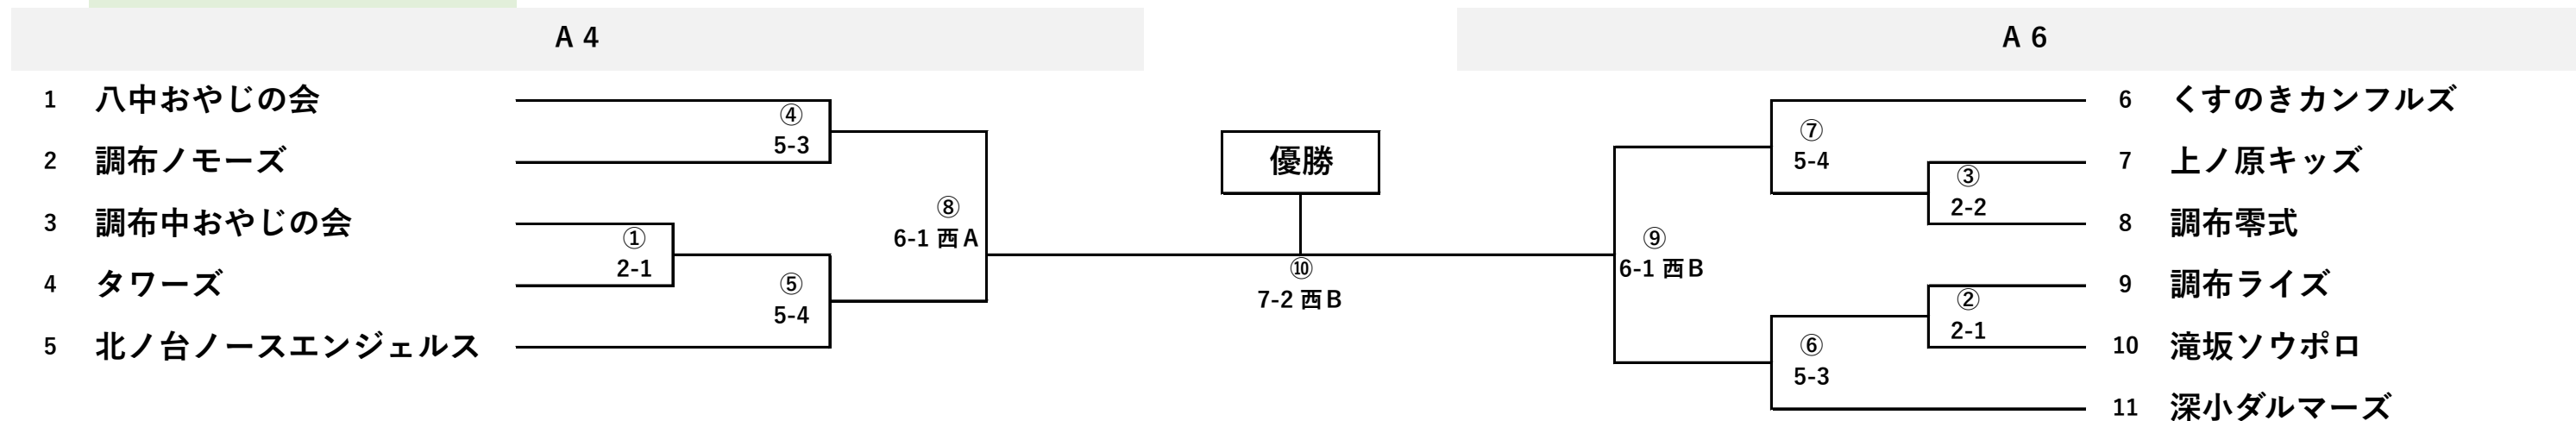 A 4
1 八中おやじの会
2 調布ノモーズ
3 調布中おやじの会
4 タワーズ
5 北ノ台ノースエンジェルス
④
5-3
①
2-1
⑤
5-4
⑧
6-1 西A
優勝
⑩
7-2 西B
A 6
⑨
6-1 西B
⑦
5-4
③
2-2
②
2-1
⑥
5-3
6 くすのきカンフルズ
7 上ノ原キッズ
8 調布零式
9 調布ライズ
10 滝坂ソウポロ
11 深小ダルマーズ